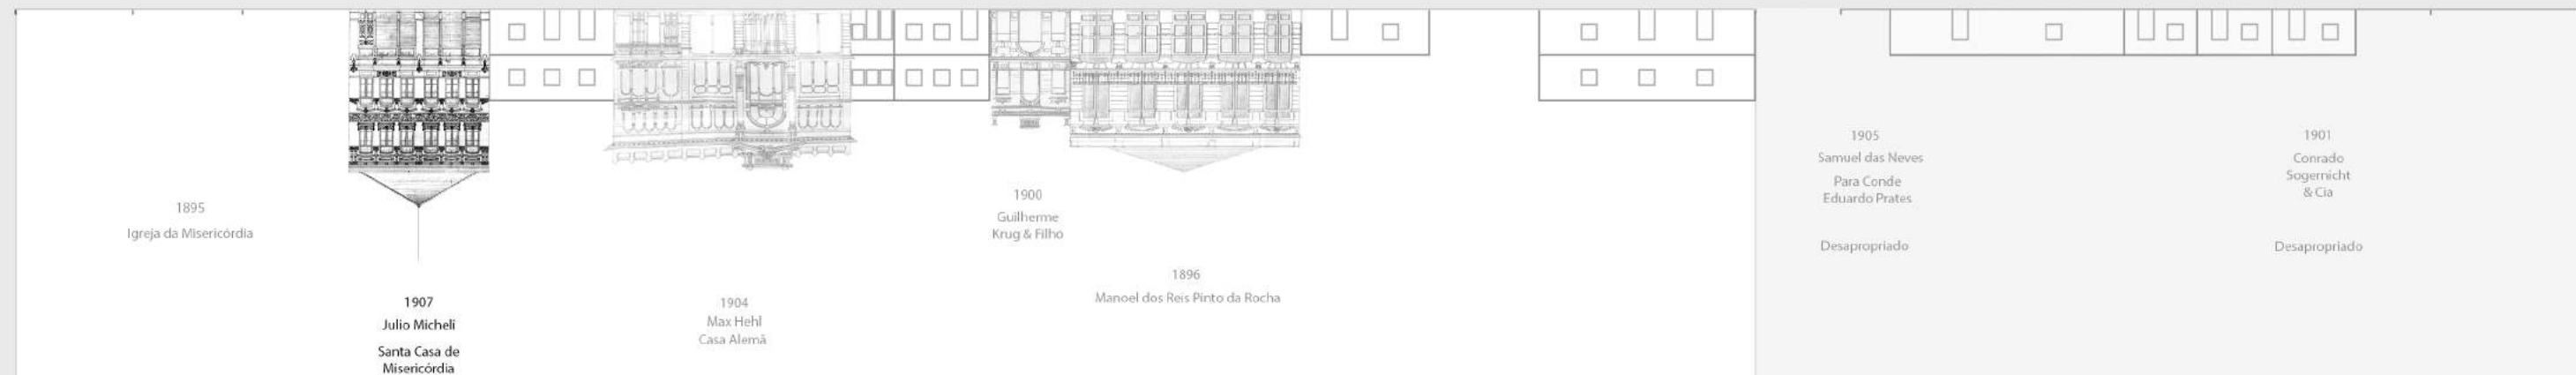 1895
Igreja da Misericórdia
1907
Julio Micheli
Santa Casa de
Misericórdia
1904
Max Hehl
Casa Alemã
1900
Guilherme
Krug & Filho
1896
Manoel dos Reis Pinto da Rocha
1905
Samuel das Neves
Para Conde
Eduardo Prates
Desapropriado
1901
Conrado
Sogernicht
& Cia
Desapropriado